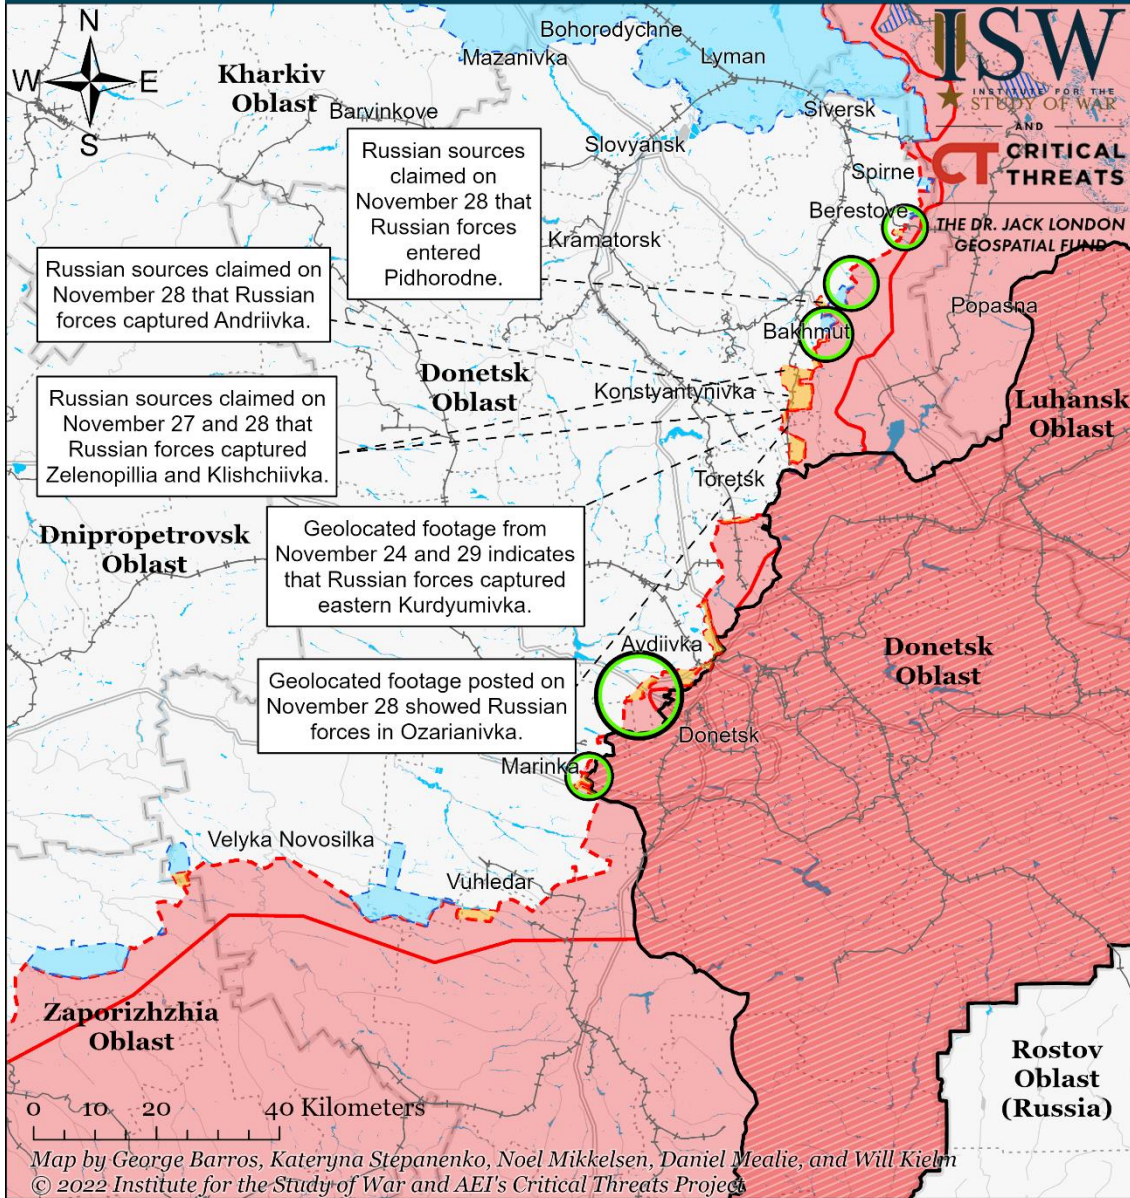 N
W
E
S
ISW
INSTITUTE FOR THE
STUDY OF WAR
AND
CT CRITICAL
THREATS
THE DR. JACK LONDON
GEOSPATIAL FUND
Bohorodychne
Mazanivka
Lyman
Kharkiv
Oblast
Barvinkove
Siversk
Slovyansk
Spirne
Berestove
Kramatorsk
Popasna
Bakhmut
Russian sources
claimed on
November 28 that
Russian forces
entered
Pidhorodne.
Russian sources claimed on
November 28 that Russian
forces captured Andriivka.
Donetsk
Oblast
Konstyantynivka
Luhansk
Oblast
Russian sources claimed on
November 27 and 28 that
Russian forces captured
Zelenopillia and Klishchiivka.
Toretsk
Dnipropetrovsk
Oblast
Geolocated footage from
November 24 and 29 indicates
that Russian forces captured
eastern Kurdyumivka.
Avdiivka
Donetsk
Oblast
Geolocated footage posted on
November 28 showed Russian
forces in Ozarianivka.
Donetsk
Marinka
Velyka Novosilka
Vuhledar
Zaporizhzhia
Oblast
Rostov
Oblast
(Russia)
0 10 20 40 Kilometers
Map by George Barros, Kateryna Stepanenko, Noel Mikkelsen, Daniel Mealie, and Will Kielm
© 2022 Institute for the Study of War and AEI's Critical Threats Project